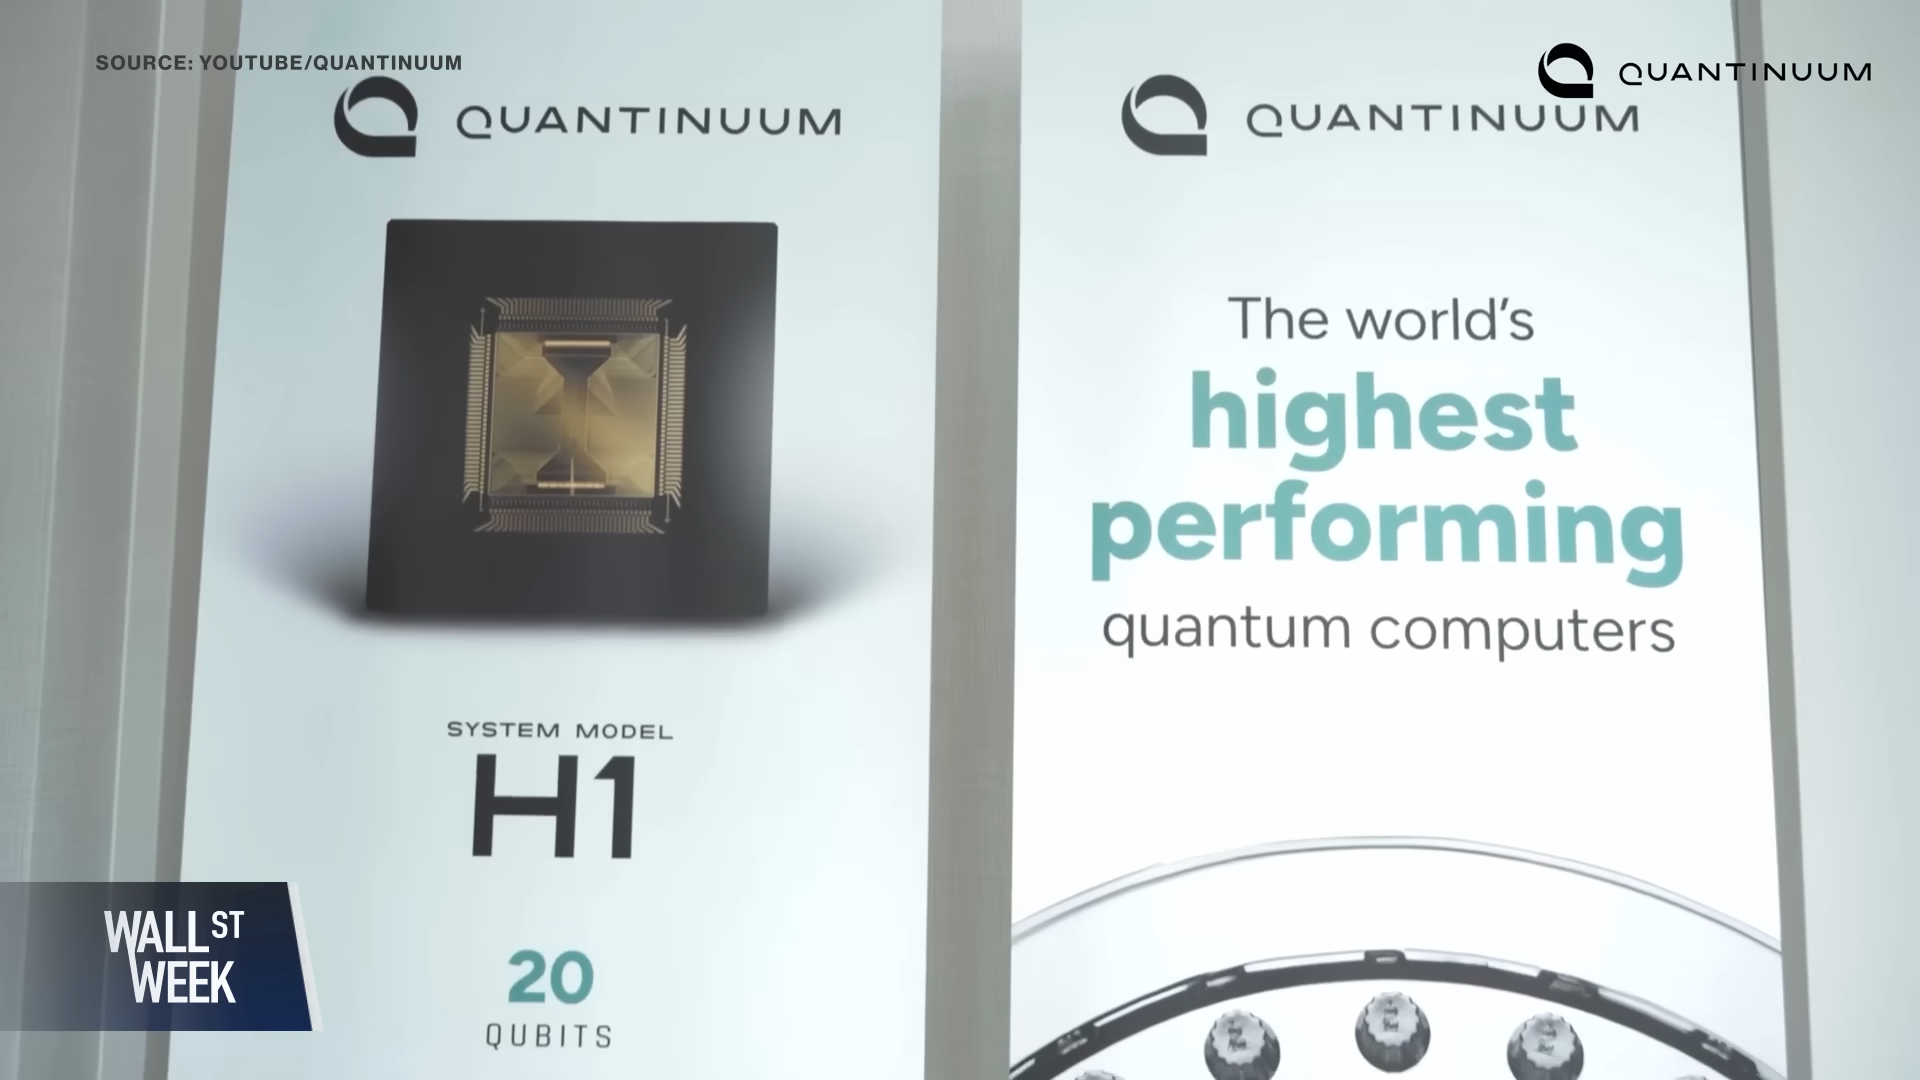 SOURCE: YOUTUBE/QUANTINUUM
QUANTINUUM
QUANTINUUM
SYSTEM MODEL
H1
20
QUBITS
QUANTINUUM
The world's
highest
performing
quantum computers
WALL ST
WEEK